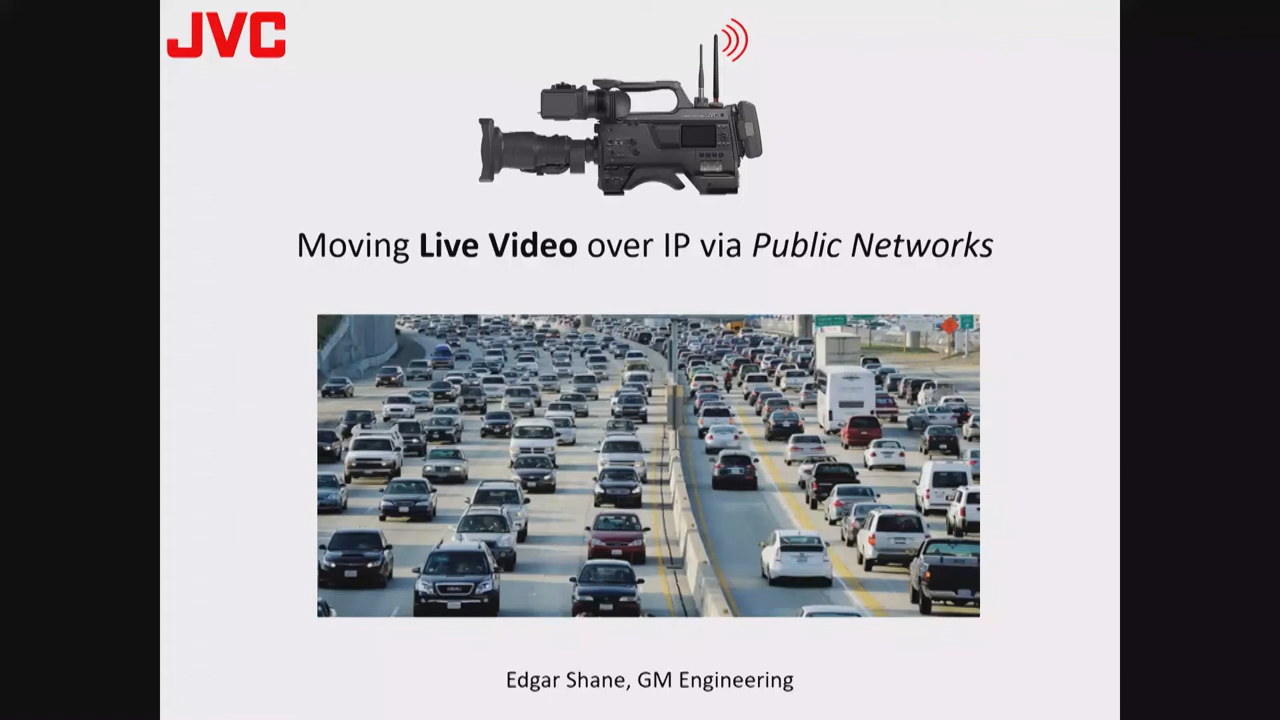 JVC
Moving Live Video over IP via Public Networks
Edgar Shane, GM Engineering